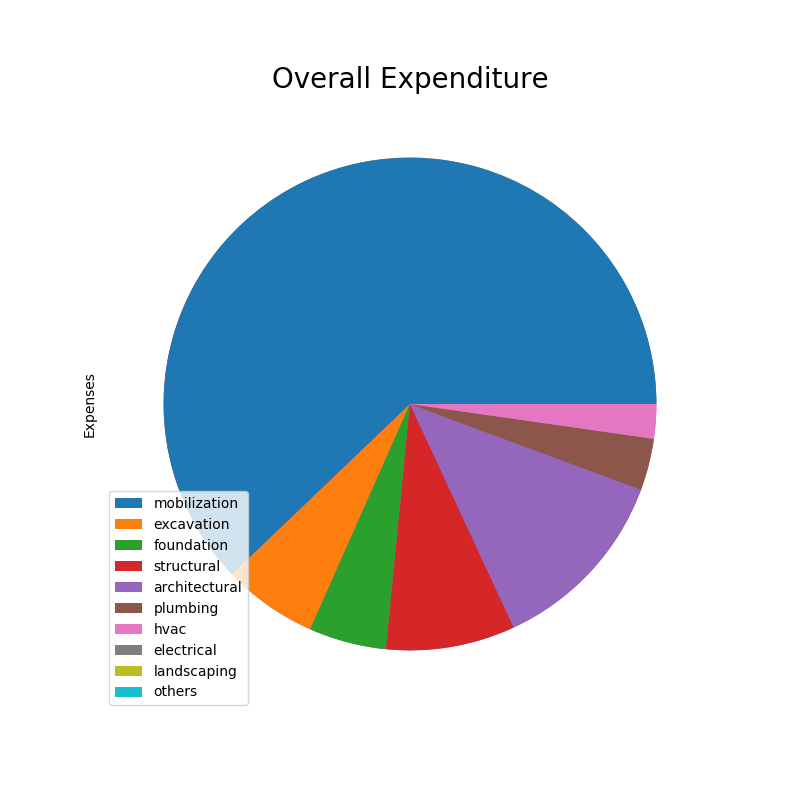 Overall Expenditure
Expenses
mobilization
excavation
foundation
structural
architectural
plumbing
hvac
electrical
landscaping
others